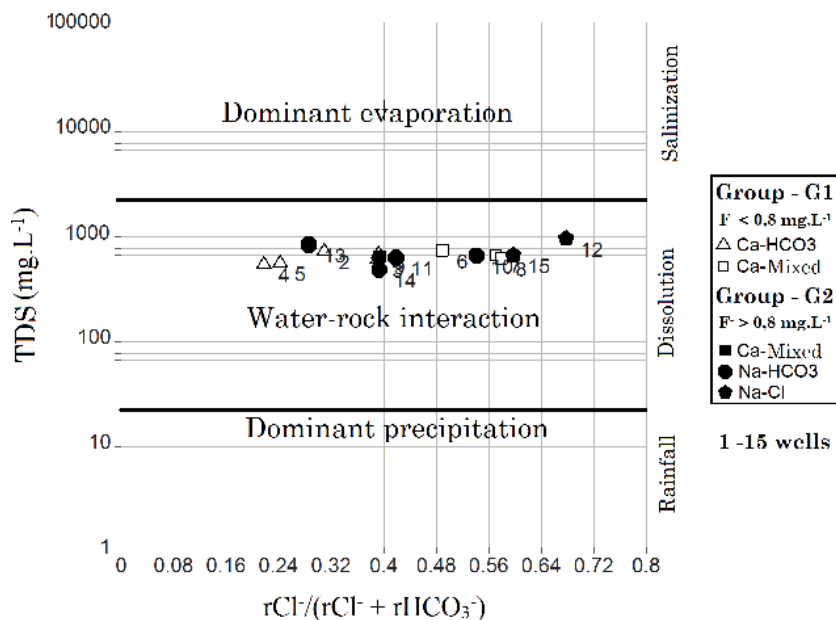 100000
10000
1000
100
10
1
TDS (mg.L⁻¹)
Dominant evaporation
Water-rock interaction
Dominant precipitation
Salinization
Dissolution
Rainfall
4
5
13
2
14
11
6
10
8
15
12
0
0.08
0.16
0.24
0.32
0.4
0.48
0.56
0.64
0.72
0.8
rCl⁻/(rCl⁻ + rHCO₃⁻)
Group - G1
F⁻ < 0.8 mg.L⁻¹
Ca-HCO3
Ca-Mixed
Group - G2
F⁻ > 0.8 mg.L⁻¹
Ca-Mixed
Na-HCO3
Na-Cl
1 -15 wells